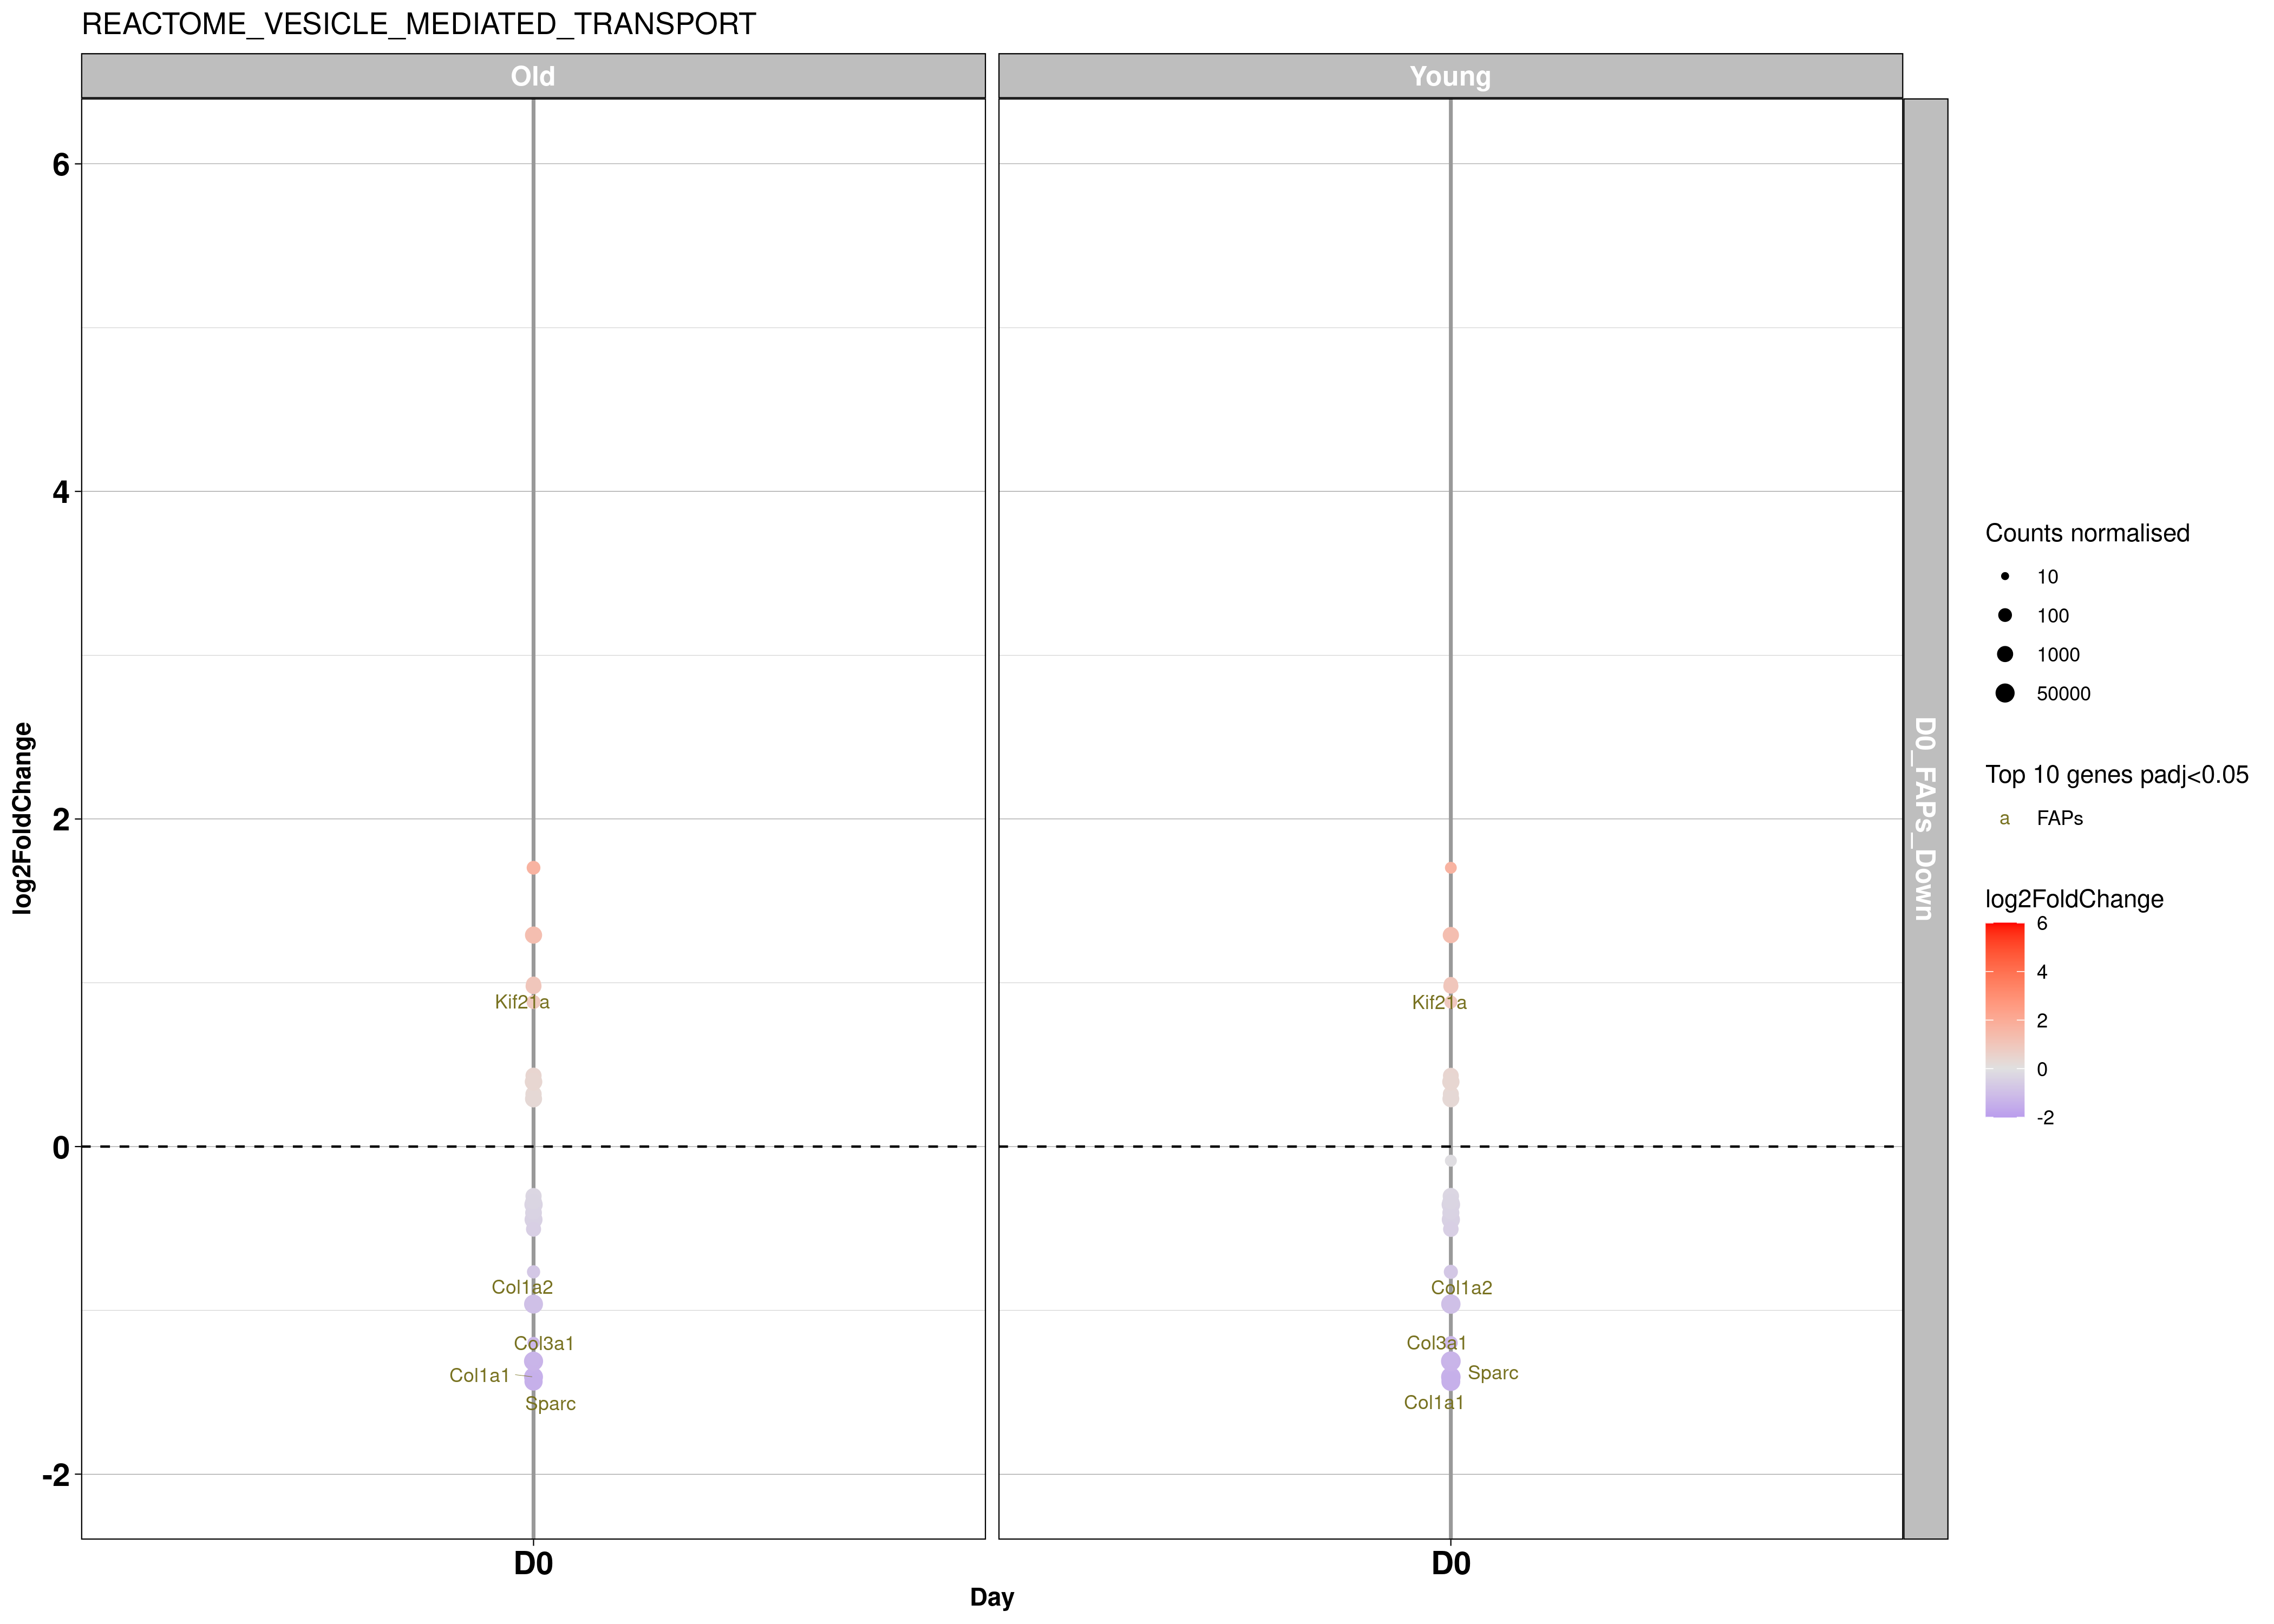 REACTOME_VESICLE_MEDIATED_TRANSPORT
Old
Young
D0_FAPs_Down
log2FoldChange
6
4
2
0
-2
Kif21a
Col1a2
Col3a1
Col1a1
Sparc
Kif21a
Col1a2
Col3a1
Sparc
Col1a1
D0
D0
Day
Counts normalised
10
100
1000
50000
Top 10 genes padj<0.05
a FAPs
log2FoldChange
6
4
2
0
-2